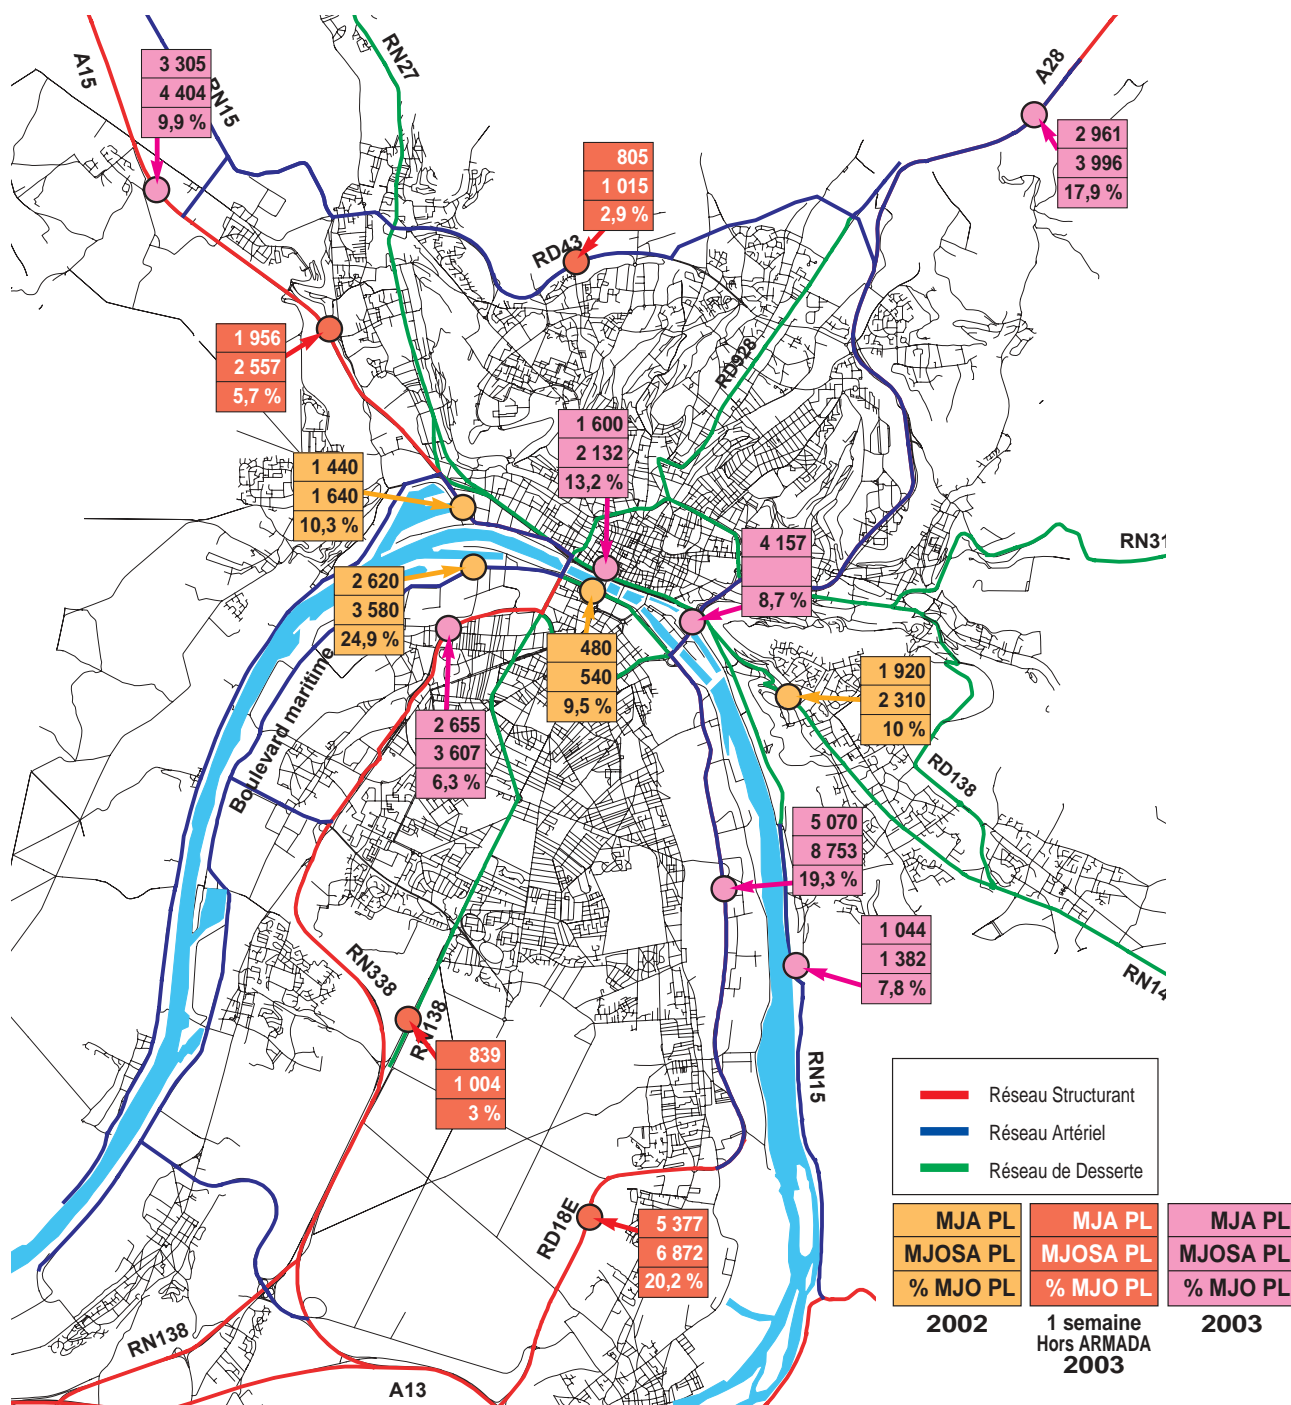 A15
3 305
4 404
9,9 %
RN15
RN27
A28
2 961
3 996
17,9 %
805
1 015
2,9 %
RD43
1 956
2 557
5,7 %
RD928
1 600
2 132
13,2 %
1 440
1 640
10,3 %
4 157
8,7 %
RN31
2 620
3 580
24,9 %
480
540
9,5 %
1 920
2 310
10 %
Boulevard maritime
2 655
3 607
6,3 %
RD138
5 070
8 753
19,3 %
1 044
1 382
7,8 %
RN14
RN338
RN138
839
1 004
3 %
RN15
RD18E
5 377
6 872
20,2 %
RN138
A13
Réseau Structurant
Réseau Artériel
Réseau de Desserte
MJA PL
MJOSA PL
% MJO PL
2002
MJA PL
MJOSA PL
% MJO PL
1 semaine
Hors ARMADA
2003
MJA PL
MJOSA PL
% MJO PL
2003